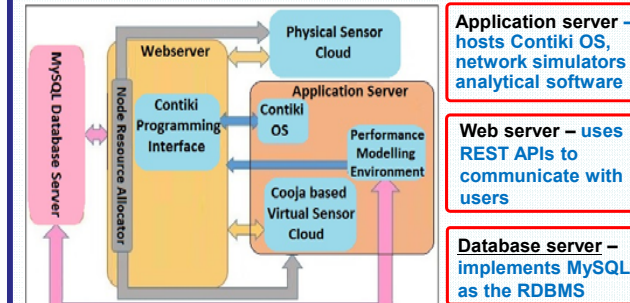 MySQL Database Server
Webserver
Node Resource Allocator
Contiki
Programming
Interface
Physical Sensor
Cloud
Application Server
Contiki
OS
Performance
Modelling
Environment
Cooja based
Virtual Sensor
Cloud
Application server –
hosts Contiki OS,
network simulators
analytical software
Web server – uses
REST APIs to
communicate with
users
Database server –
implements MySQL
as the RDBMS